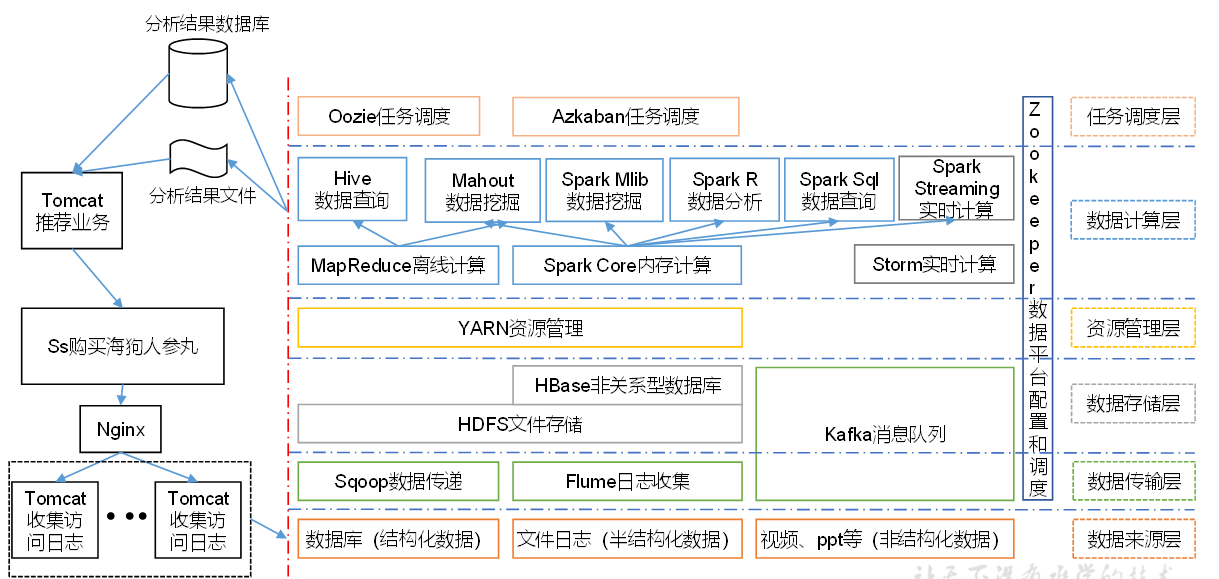 分析结果数据库
分析结果文件
Tomcat
推荐业务
Ss购买海狗人参丸
Nginx
Tomcat
收集访
问日志
Tomcat
收集访
问日志
Oozie任务调度
Azkaban任务调度
任务调度层
Hive
数据查询
Mahout
数据挖掘
Spark Mlib
数据挖掘
Spark R
数据分析
Spark Sql
数据查询
Spark
Streaming
实时计算
数据计算层
MapReduce离线计算
Spark Core内存计算
Storm实时计算
YARN资源管理
资源管理层
HBase非关系型数据库
HDFS文件存储
Kafka消息队列
数据存储层
Sqoop数据传递
Flume日志收集
数据传输层
数据库（结构化数据）
文件日志（半结构化数据）
视频、ppt等（非结构化数据）
数据来源层
Zookeeper数据平台配置和调度